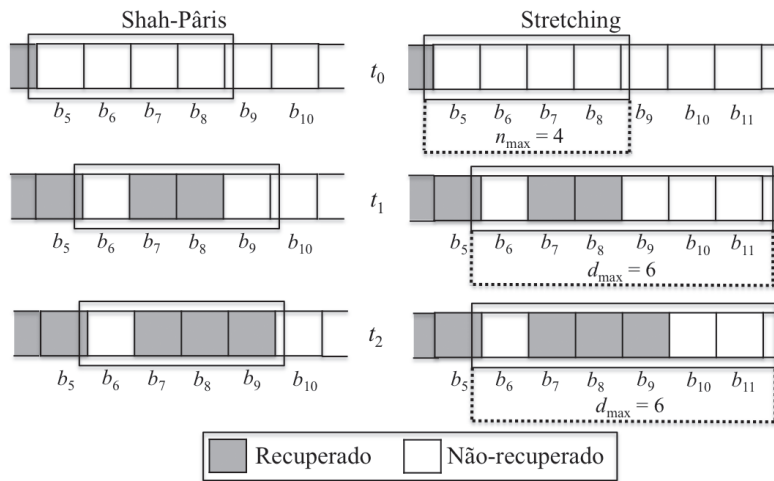 Shah-Pâris Stretching
t0
b5 b6 b7 b8 b9 b10 b5 b6 b7 b8 b9 b10 b11
nmax = 4
t1
b5 b6 b7 b8 b9 b10 b5 b6 b7 b8 b9 b10 b11
dmax = 6
t2
b5 b6 b7 b8 b9 b10 b5 b6 b7 b8 b9 b10 b11
dmax = 6
Recuperado Não-recuperado